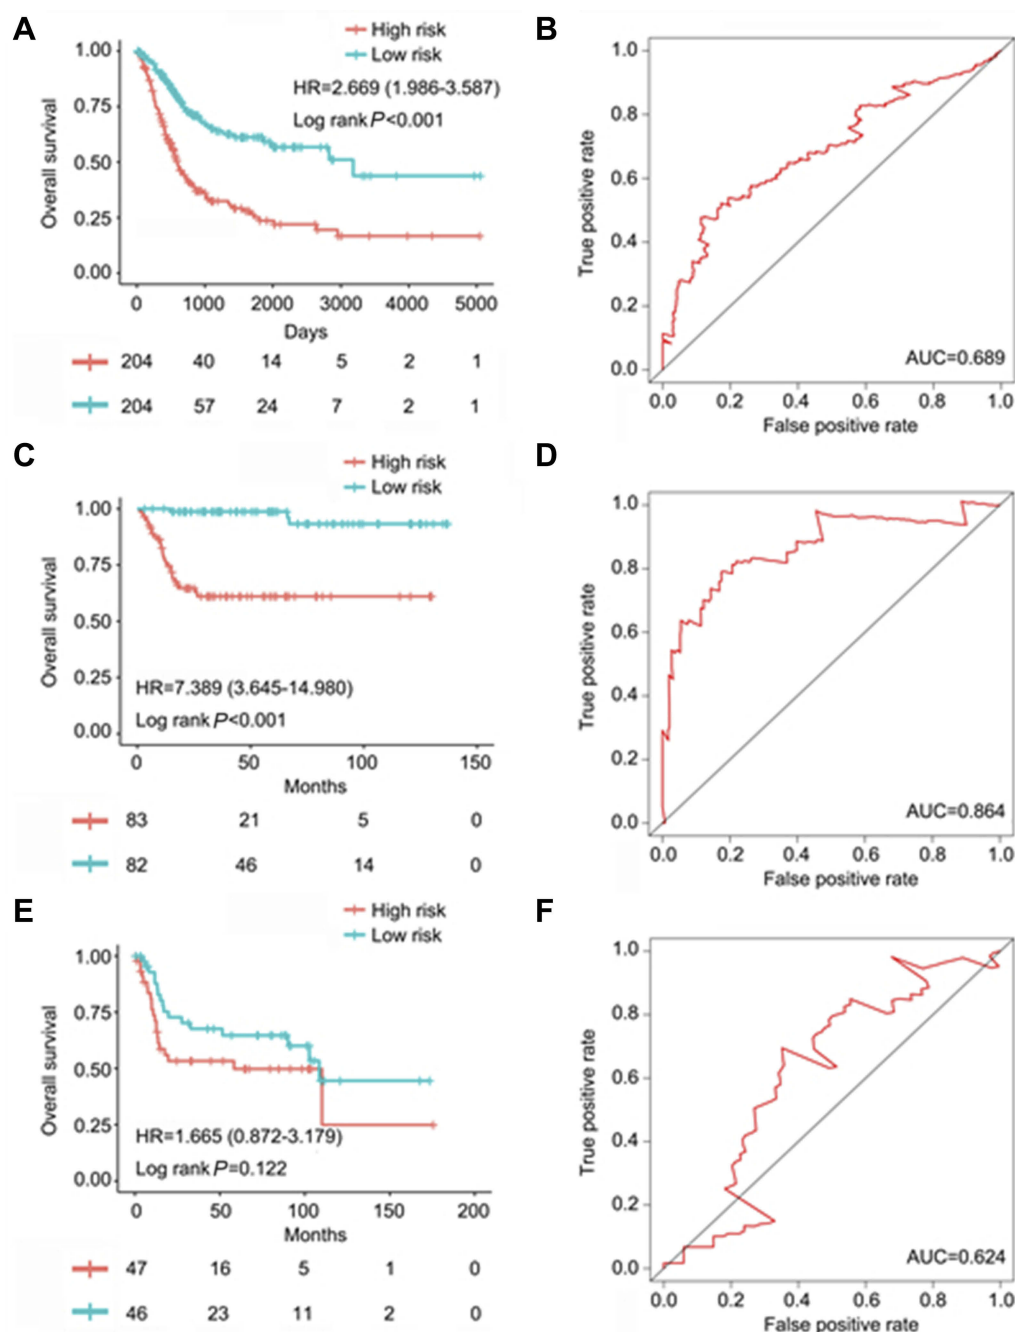 A
High risk
Low risk
HR=2.669 (1.986-3.587)
Log rank P<0.001
Overall survival
1.00
0.75
0.50
0.25
0.00
0 1000 2000 3000 4000 5000
Days
204 40 14 5 2 1
204 57 24 7 2 1
B
True positive rate
1.0
0.8
0.6
0.4
0.2
0.0
AUC=0.689
0.0 0.2 0.4 0.6 0.8 1.0
False positive rate
C
High risk
Low risk
Overall survival
1.00
0.75
0.50
0.25
0.00
HR=7.389 (3.645-14.980)
Log rank P<0.001
0 50 100 150
Months
83 21 5 0
82 46 14 0
D
True positive rate
1.0
0.8
0.6
0.4
0.2
0.0
AUC=0.864
0.0 0.2 0.4 0.6 0.8 1.0
False positive rate
E
High risk
Low risk
Overall survival
1.00
0.75
0.50
0.25
0.00
HR=1.665 (0.872-3.179)
Log rank P=0.122
0 50 100 150 200
Months
47 16 5 1 0
46 23 11 2 0
F
True positive rate
1.0
0.8
0.6
0.4
0.2
0.0
AUC=0.624
0.0 0.2 0.4 0.6 0.8 1.0
False positive rate